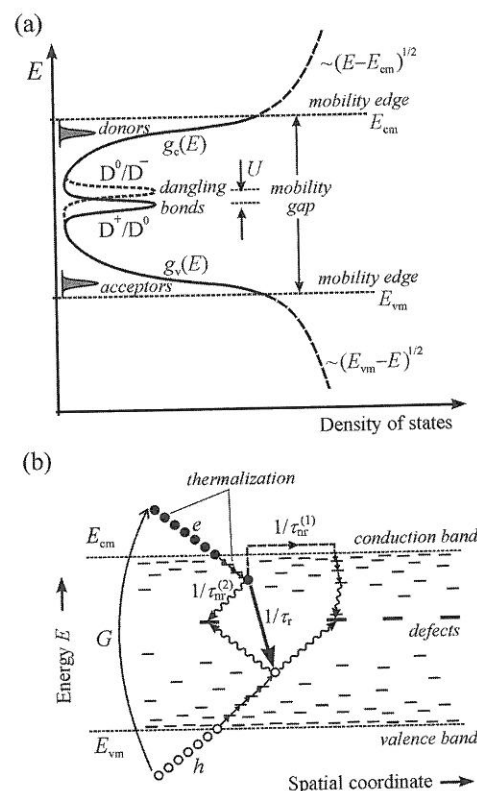 (a)
E
~(E−E_cm)^1/2
mobility edge
E_cm
donors
g_c(E)
D^0/D^−
U
dangling
bonds
mobility
gap
D^+/D^0
g_v(E)
mobility edge
acceptors
E_vm
~(E_vm−E)^1/2
Density of states
(b)
thermalization
e
1/τ_nr^(1)
E_cm
conduction band
1/τ_nr^(2)
1/τ_r
G
defects
Energy E
E_vm
valence band
h
Spatial coordinate